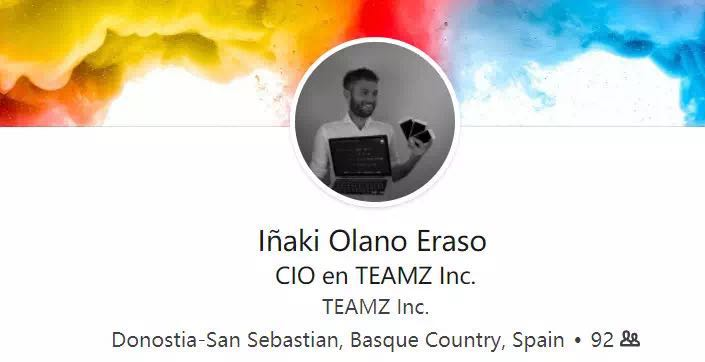 Iñaki Olano Eraso
CIO en TEAMZ Inc.
TEAMZ Inc.
Donostia-San Sebastian, Basque Country, Spain • 92